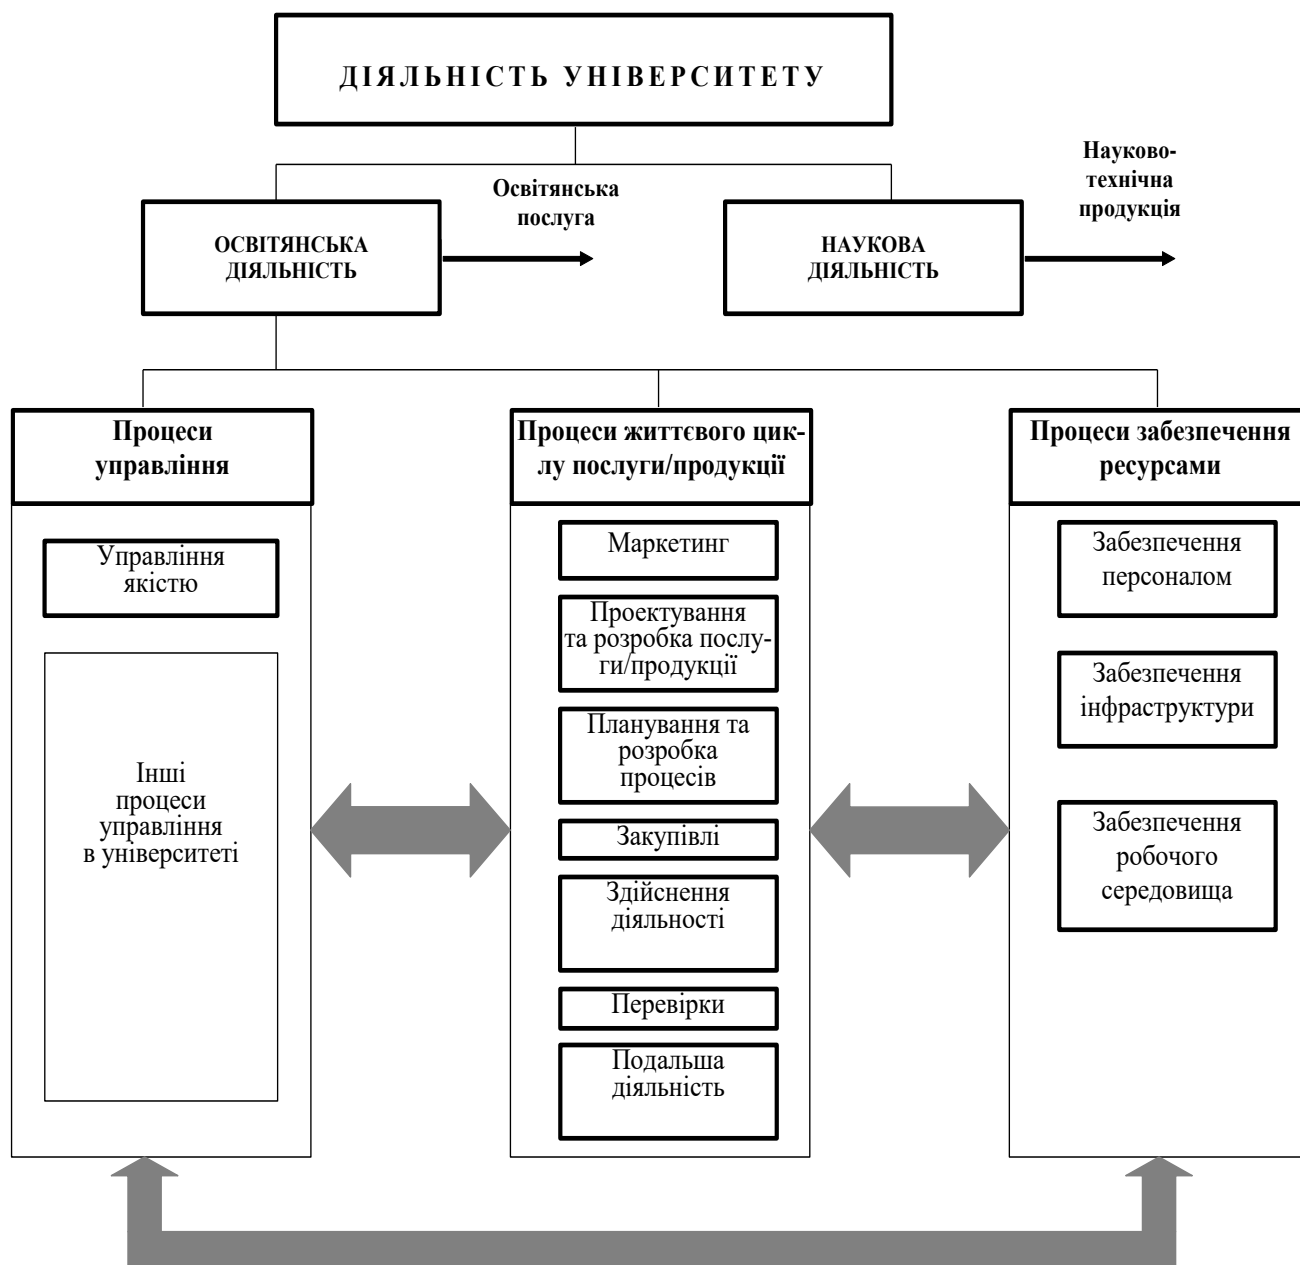 ДІЯЛЬНІСТЬ УНІВЕРСИТЕТУ
Освітянська
послуга
Науково-
технічна
продукція
ОСВІТЯНСЬКА
ДІЯЛЬНІСТЬ
НАУКОВА
ДІЯЛЬНІСТЬ
Процеси
управління
Управління
якістю
Інші
процеси
управління
в університеті
Процеси життєвого цик-
лу послуги/продукції
Маркетинг
Проектування
та розробка послу-
ги/продукції
Планування та
розробка
процесів
Закупівлі
Здійснення
діяльності
Перевірки
Подальша
діяльність
Процеси забезпечення
ресурсами
Забезпечення
персоналом
Забезпечення
інфраструктури
Забезпечення
робочого
середовища